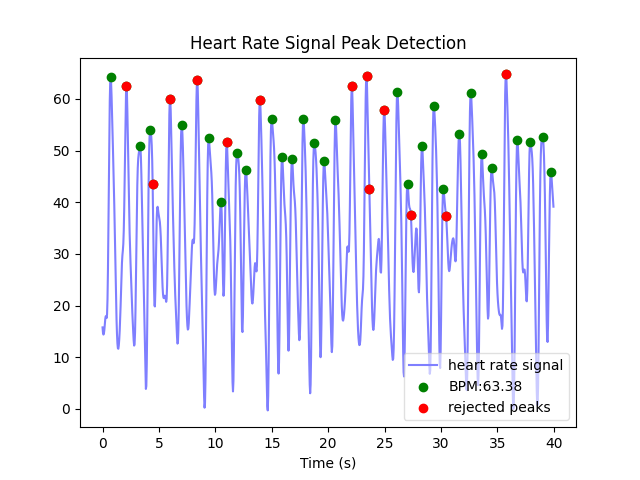 Heart Rate Signal Peak Detection
60
50
40
30
20
10
0
0 5 10 15 20 25 30 35 40
Time (s)
heart rate signal
BPM:63.38
rejected peaks